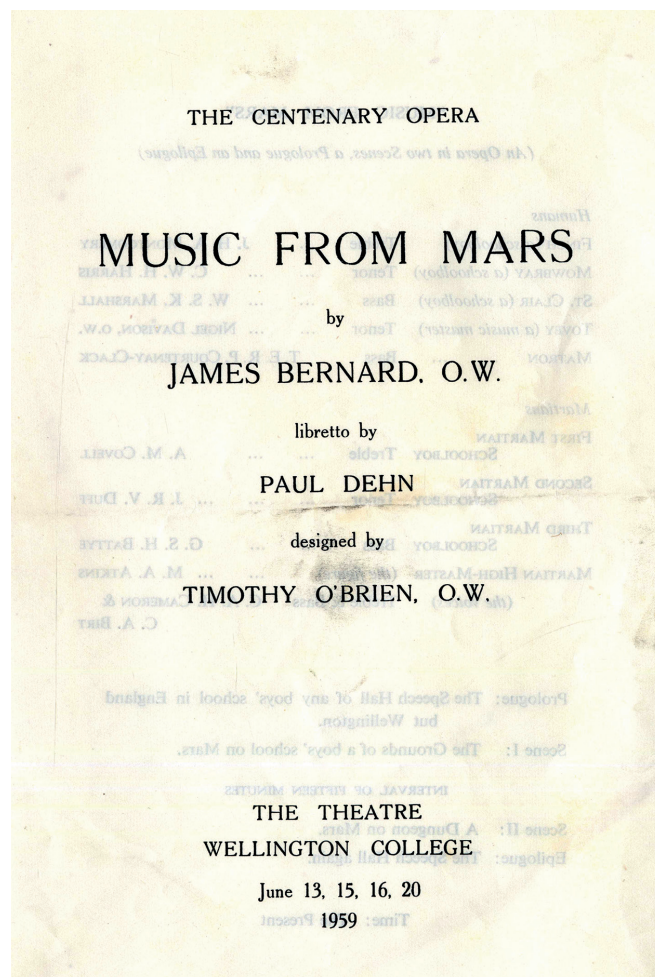 THE CENTENARY OPERA
MUSIC FROM MARS
by
JAMES BERNARD, O.W.
libretto by
PAUL DEHN
designed by
TIMOTHY O'BRIEN, O.W.
THE THEATRE
WELLINGTON COLLEGE
June 13, 15, 16, 20
1959